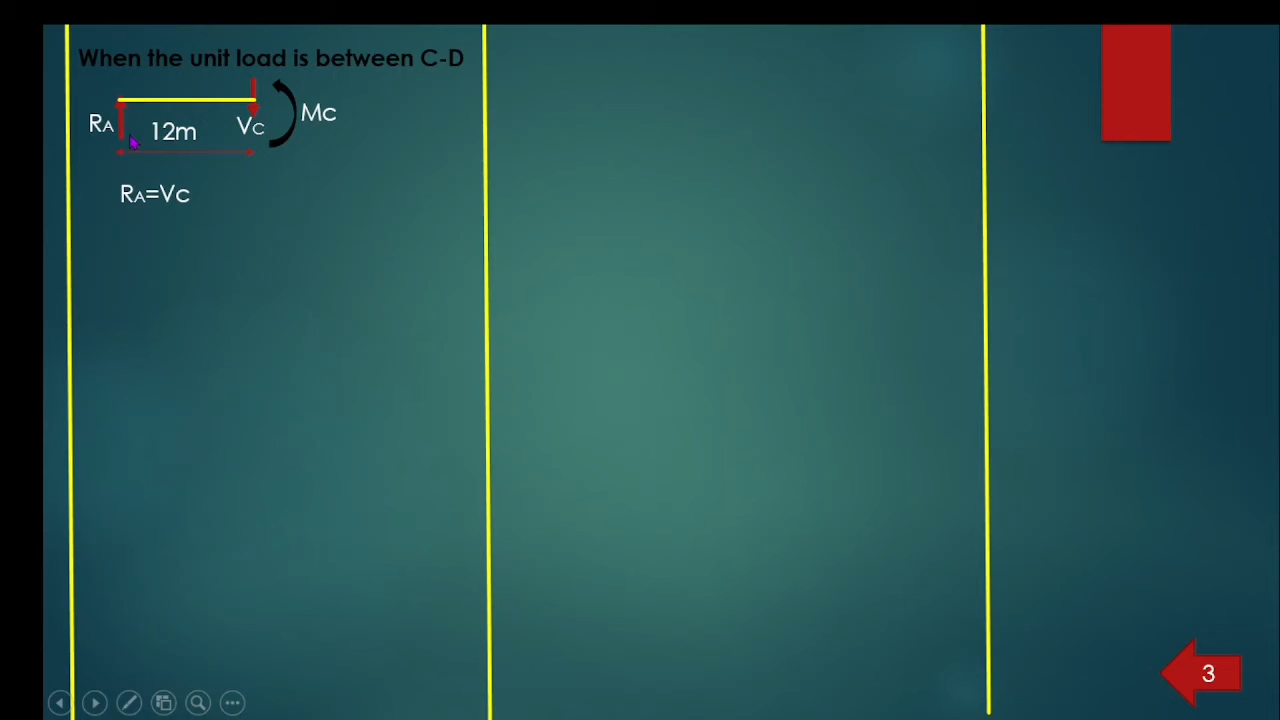 When the unit load is between C-D
RA 12m VC Mc
RA=Vc
3